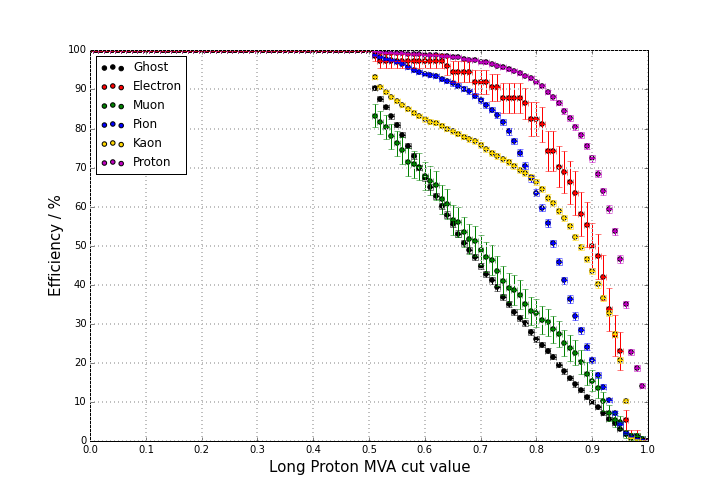 100
90
80
70
60
50
40
30
20
10
0
Efficiency / %
Ghost
Electron
Muon
Pion
Kaon
Proton
0.0 0.1 0.2 0.3 0.4 0.5 0.6 0.7 0.8 0.9 1.0
Long Proton MVA cut value